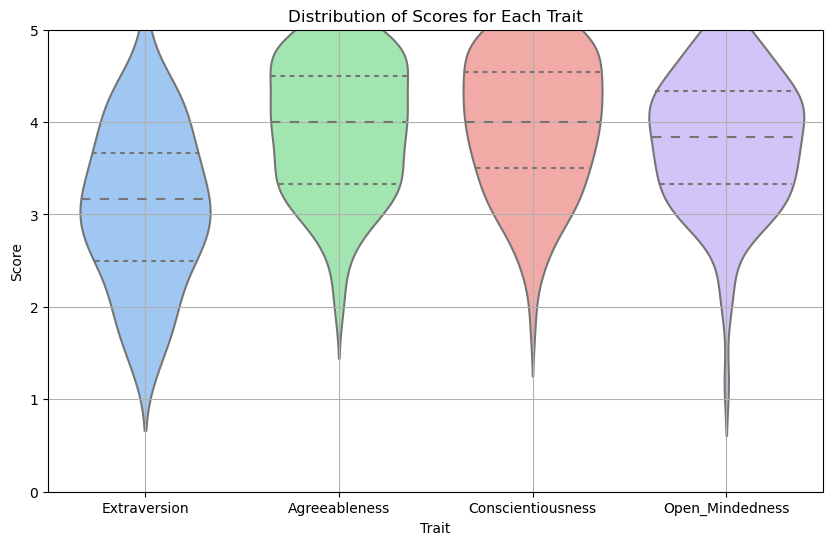 Distribution of Scores for Each Trait
5
4
3
2
1
0
Score
Extraversion
Agreeableness
Conscientiousness
Open_Mindedness
Trait